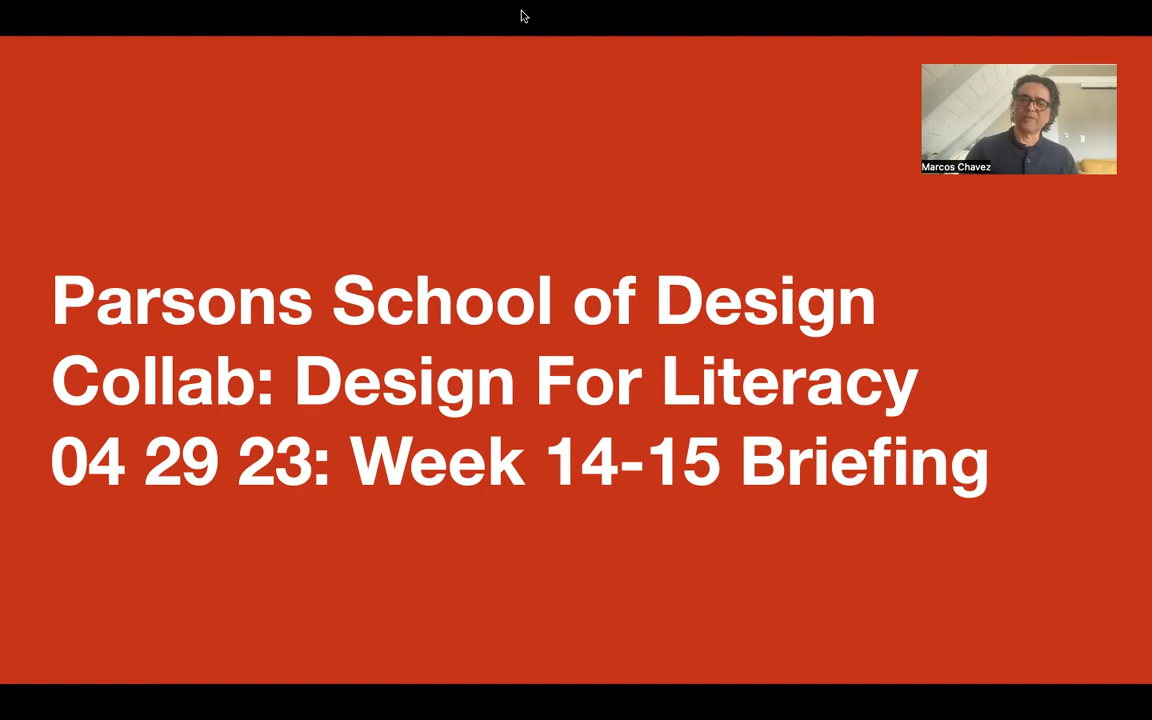 Marcos Chavez
Parsons School of Design
Collab: Design For Literacy
04 29 23: Week 14-15 Briefing